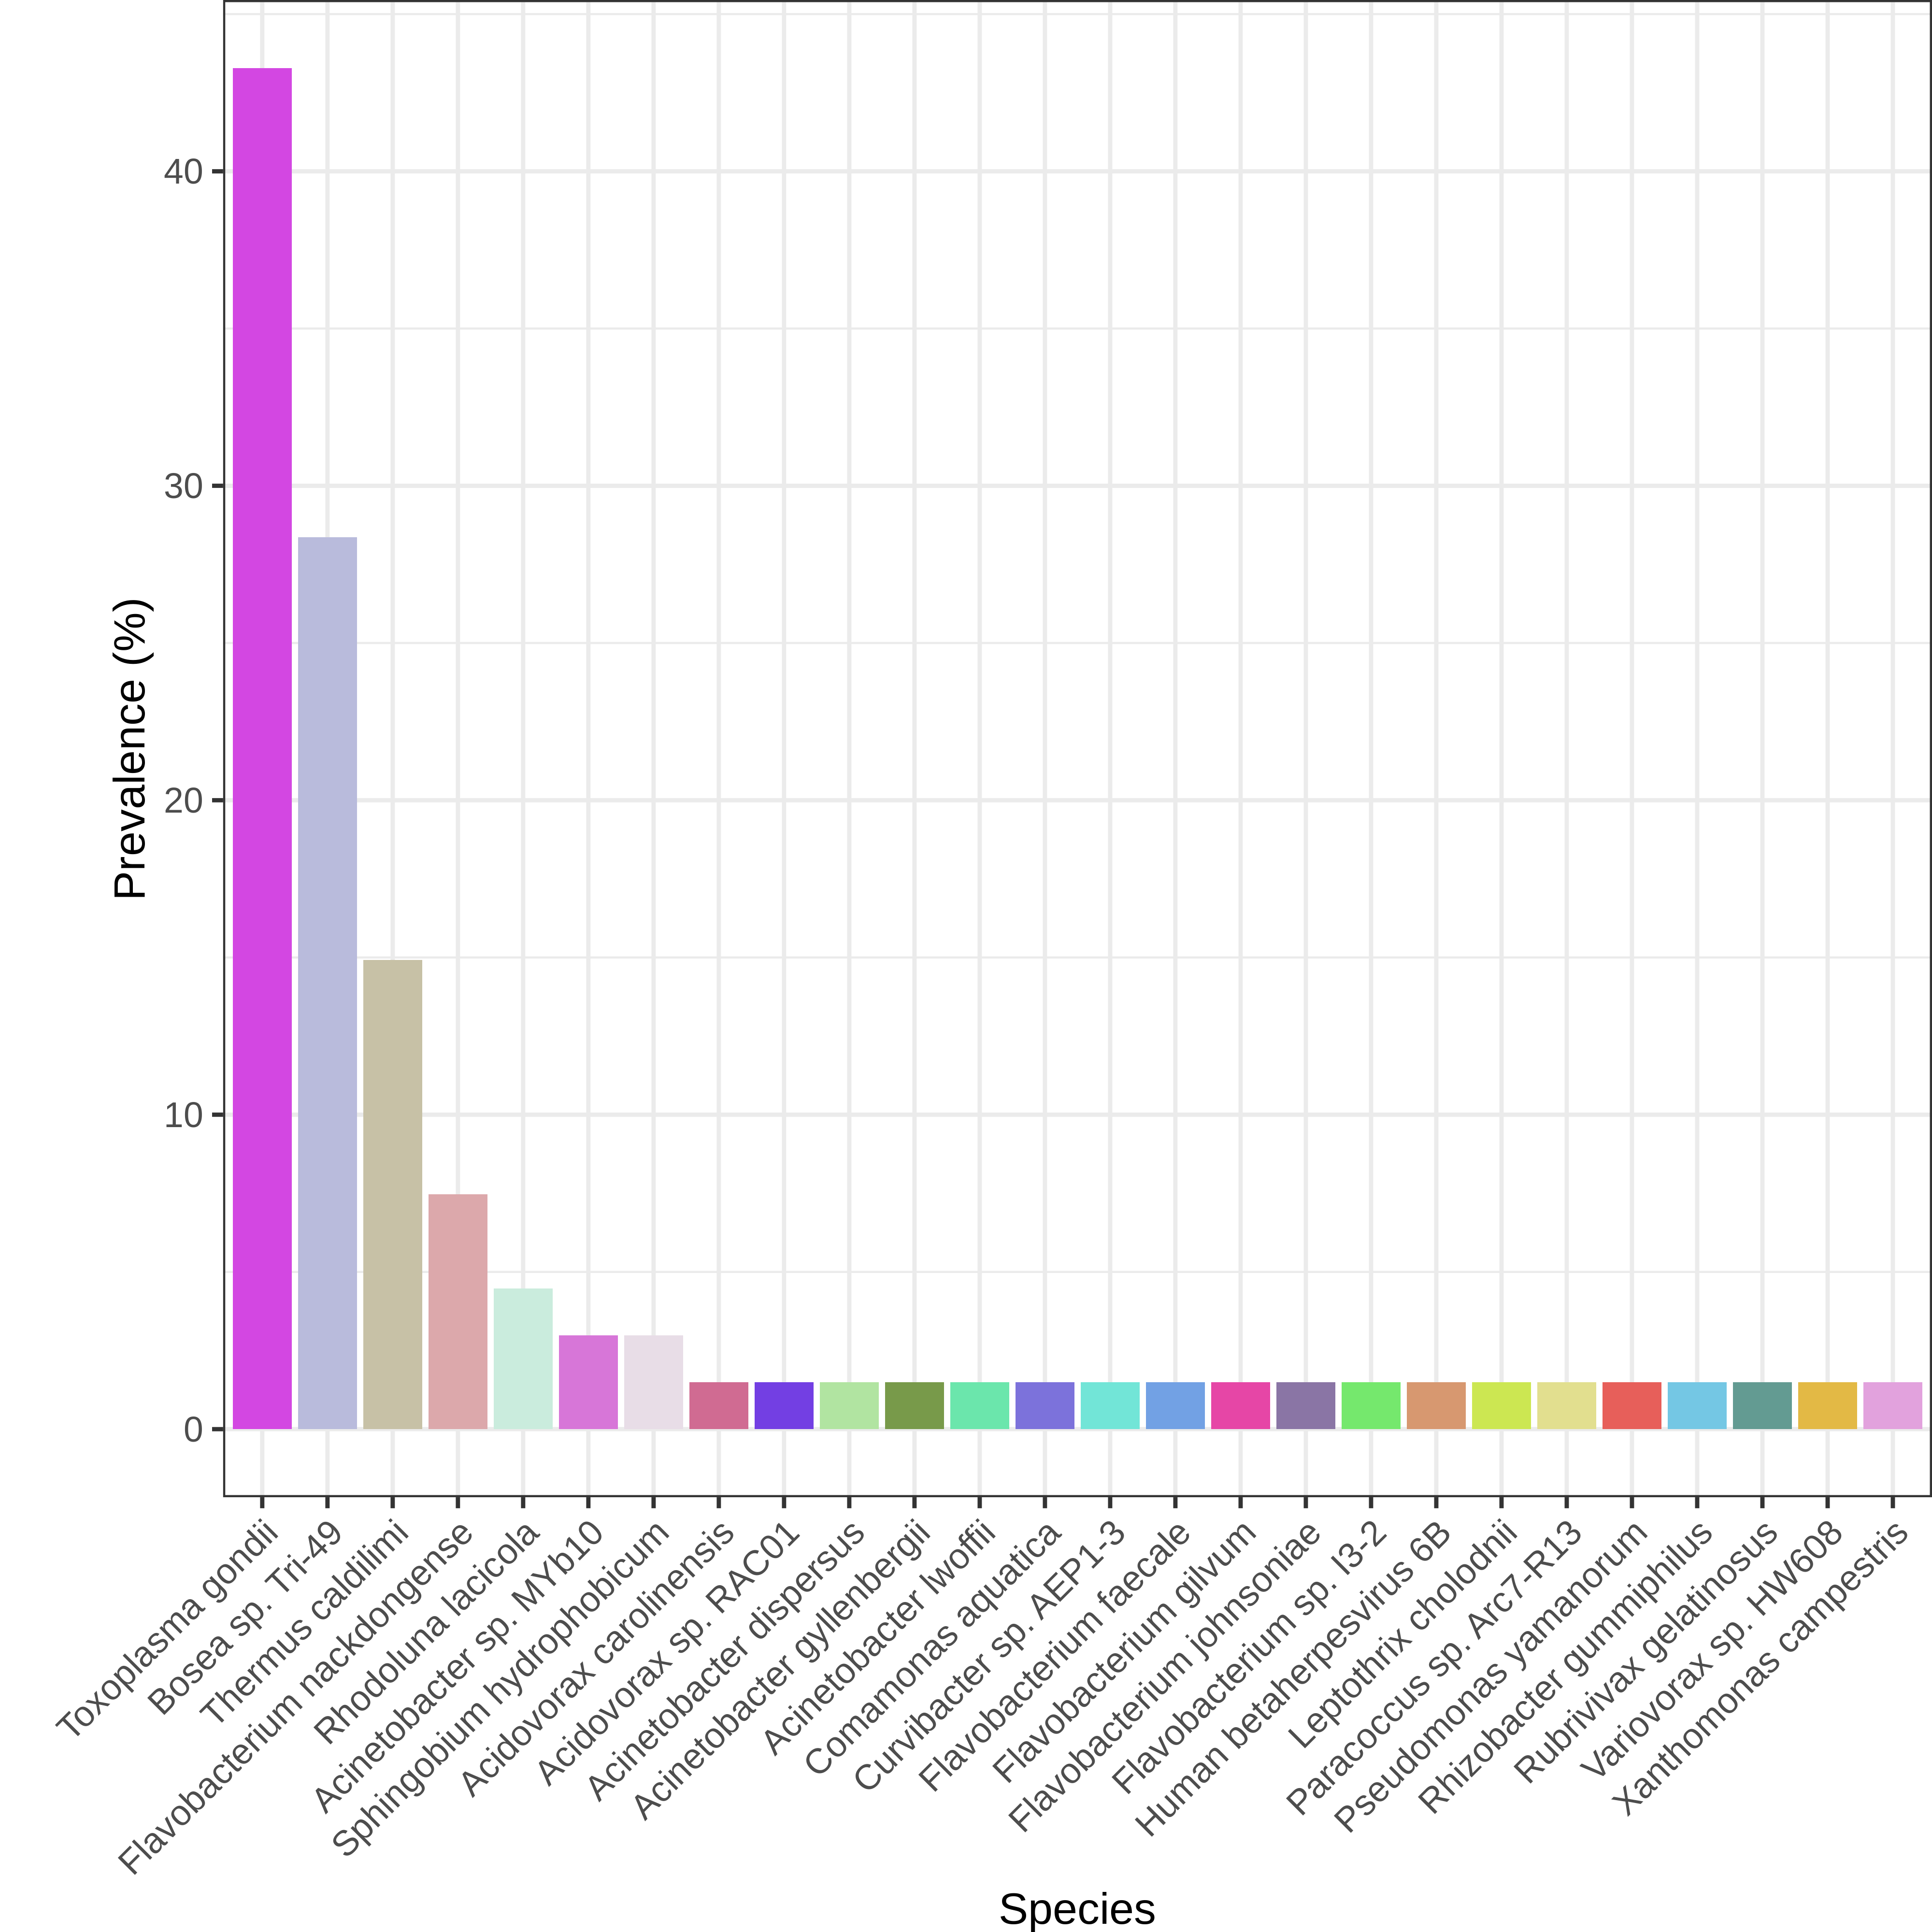 Prevalence (%)
40
30
20
10
0
Toxoplasma gondii
Bosea sp. Tri-49
Thermus caldilimi
Flavobacterium nackdongense
Rhodoluna lacicola
Acinetobacter sp. MYb10
Sphingobium hydrophobicum
Acidovorax carolinensis
Acidovorax sp. RAC01
Acinetobacter dispersus
Acinetobacter gyllenbergii
Acinetobacter lwoffii
Comamonas aquatica
Curvibacter sp. AEP1-3
Flavobacterium faecale
Flavobacterium gilvum
Flavobacterium johnsoniae
Flavobacterium sp. I3-2
Human betaherpesvirus 6B
Leptothrix cholodnii
Paracoccus sp. Arc7-R13
Pseudomonas yamanorum
Rhizobacter gummiphilus
Rubrivivax gelatinosus
Variovorax sp. HW608
Xanthomonas campestris
Species